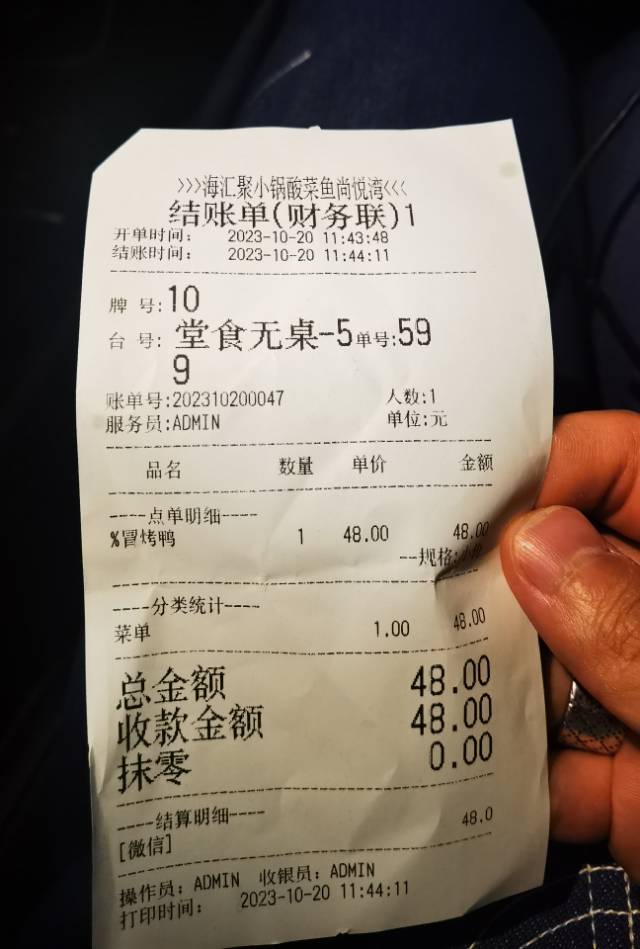 >>>海汇聚小锅酸菜鱼尚悦湾<<<
结账单(财务联)1
开单时间: 2023-10-20 11:43:48
结账时间: 2023-10-20 11:44:11
牌 号:10
台 号: 堂食无桌-5 单号:59
9
账单号:202310200047 人数:1
服务员:ADMIN 单位:元
品名 数量 单价 金额
----点单明细----
%冒烤鸭 1 48.00 48.00
--规格:
----分类统计----
菜单 1.00 48.00
总金额 48.00
收款金额 48.00
抹零 0.00
----结算明细----
[微信] 48.0
操作员: ADMIN 收银员: ADMIN
打印时间: 2023-10-20 11:44:11